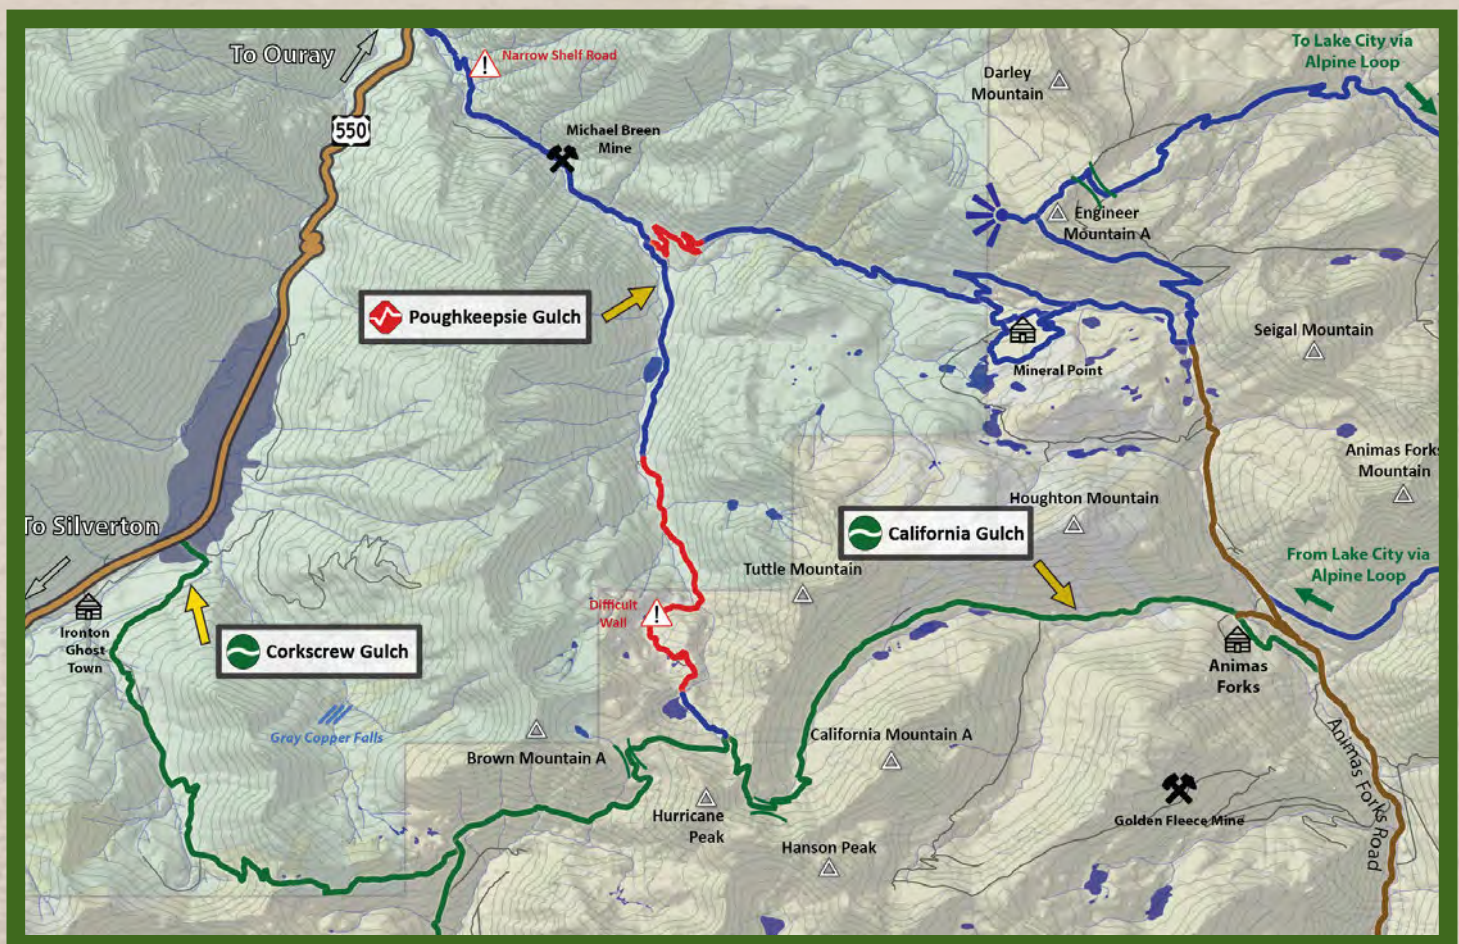 To Ouray
Narrow Shelf Road
To Lake City via
Alpine Loop
Darley
Mountain
550
Michael Breen
Mine
Engineer
Mountain A
Poughkeepsie Gulch
Seigal Mountain
Mineral Point
Animas Forks
Mountain
Houghton Mountain
To Silverton
California Gulch
From Lake City via
Alpine Loop
Tuttle Mountain
Difficult
Wall
Ironton
Ghost
Town
Corkscrew Gulch
Animas
Forks
Gray Copper Falls
Brown Mountain A
California Mountain A
Animas Forks Road
Hurricane
Peak
Golden Fleece Mine
Hanson Peak